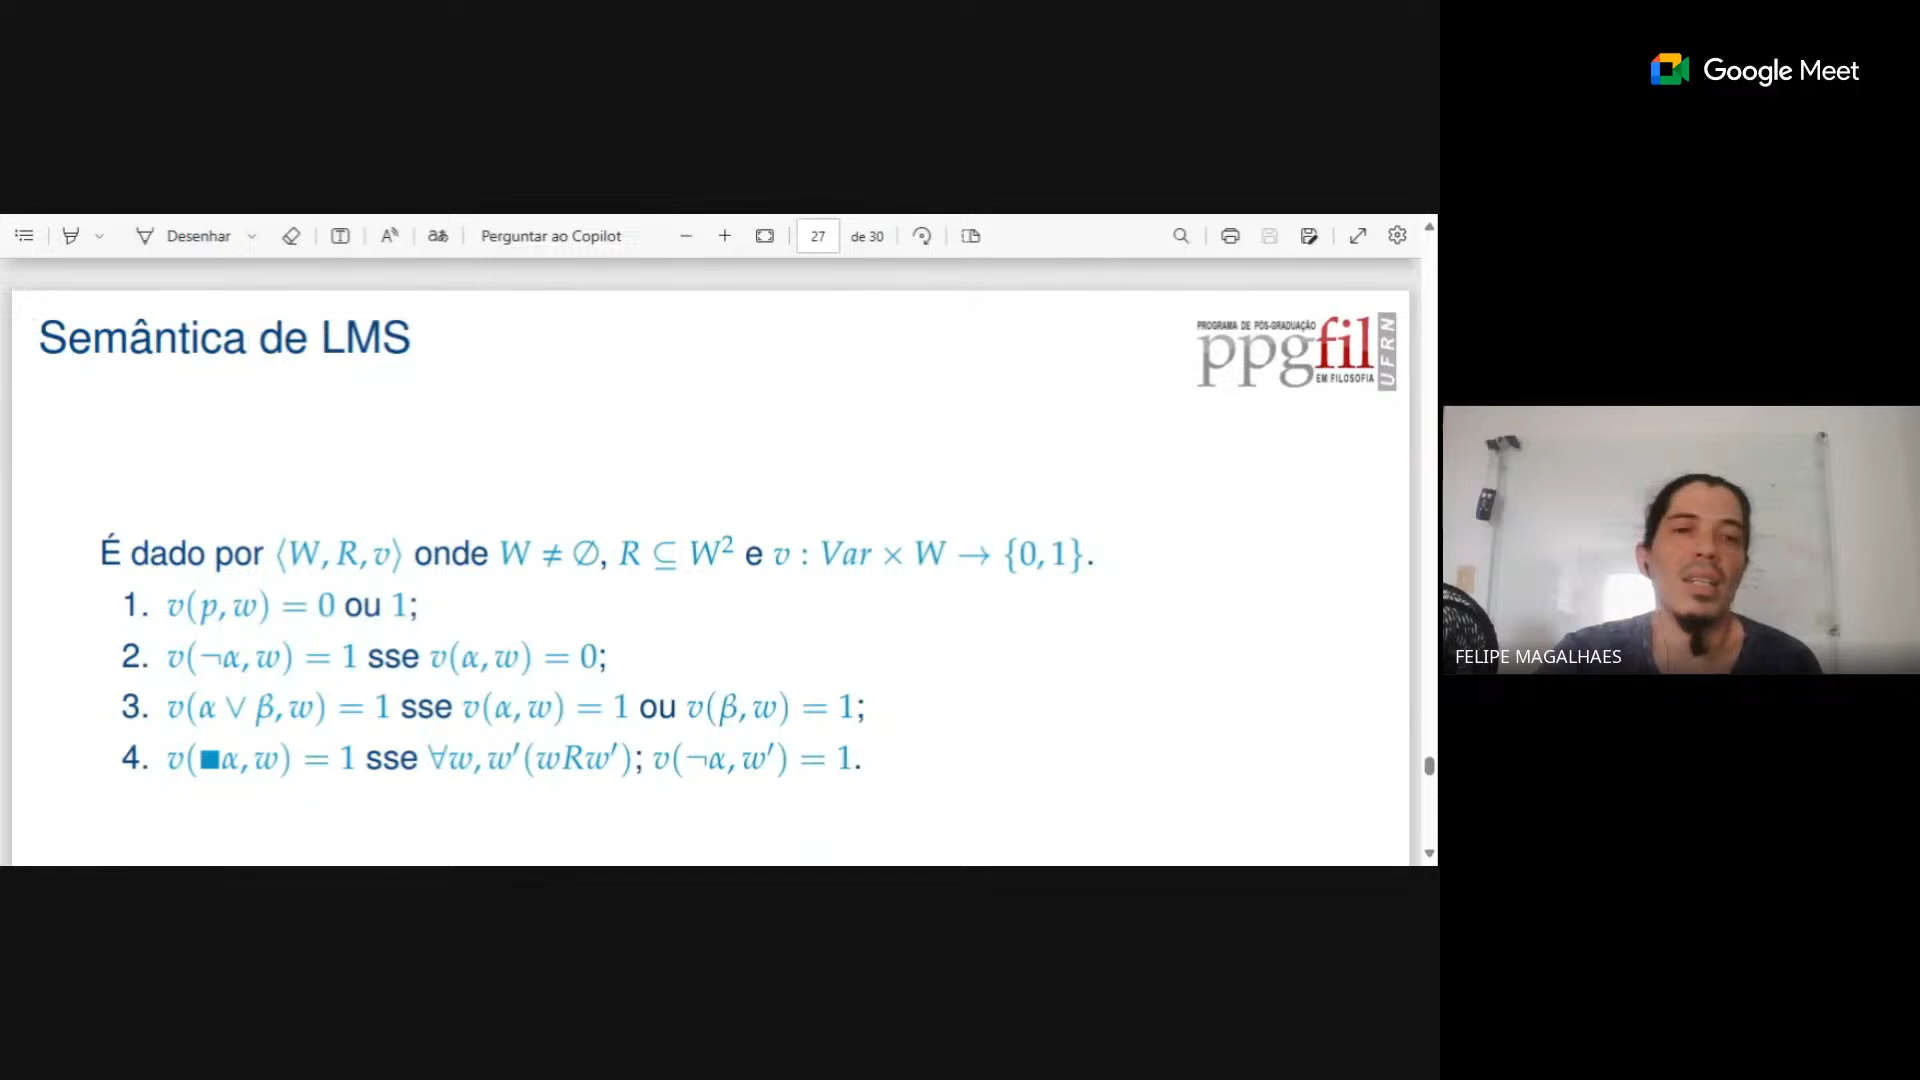 Google Meet
Desenhar
Perguntar ao Copilot
27 de 30
Semântica de LMS
PROGRAMA DE PÓS-GRADUAÇÃO
ppgfil
EM FILOSOFIA
UFRN
É dado por ⟨W, R, v⟩ onde W ≠ ∅, R ⊆ W² e v : Var × W → {0, 1}.
1. v(p, w) = 0 ou 1;
2. v(¬α, w) = 1 sse v(α, w) = 0;
3. v(α ∨ β, w) = 1 sse v(α, w) = 1 ou v(β, w) = 1;
4. v(■α, w) = 1 sse ∀w, w′(wRw′); v(¬α, w′) = 1.
FELIPE MAGALHAES